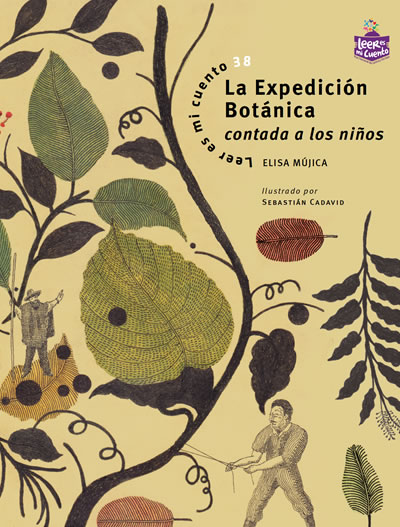 Leer es
mi Cuento
Leer es mi cuento 38
La Expedición
Botánica
contada a los niños
ELISA MÚJICA
Ilustrado por
SEBASTIÁN CADAVID